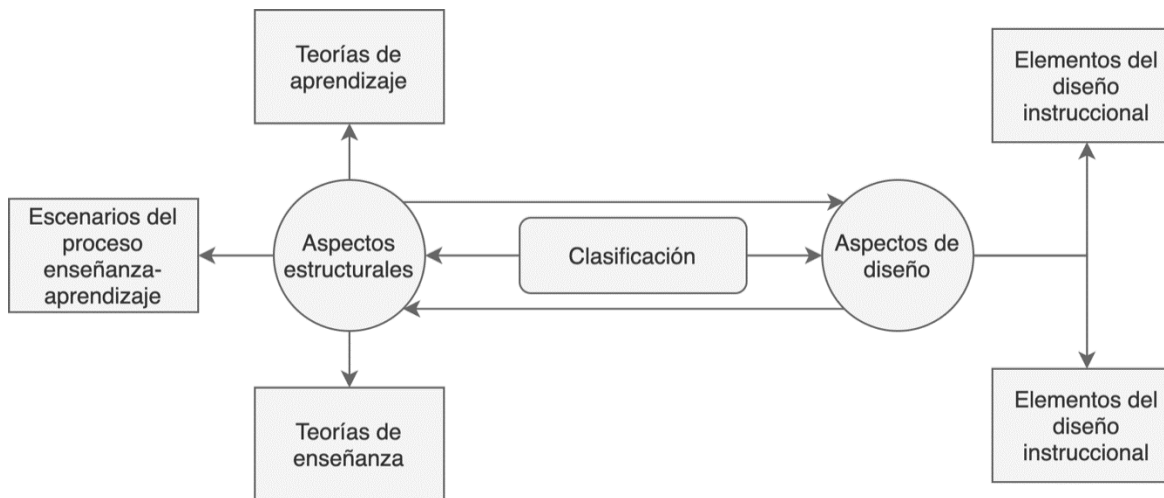 Teorías de
aprendizaje
Elementos del
diseño
instruccional
Escenarios del
proceso
enseñanza-
aprendizaje
Aspectos
estructurales
Clasificación
Aspectos de
diseño
Teorías de
enseñanza
Elementos del
diseño
instruccional